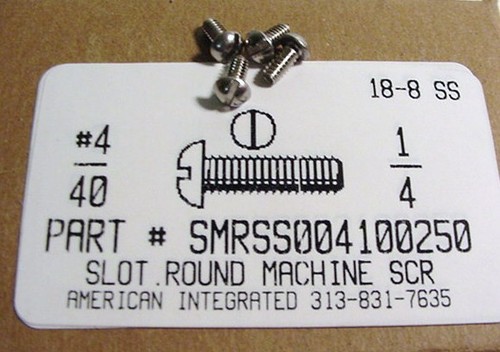 18-8 SS
#4
40
1
4
PART # SMRSS004100250
SLOT.ROUND MACHINE SCR
AMERICAN INTEGRATED 313-831-7635